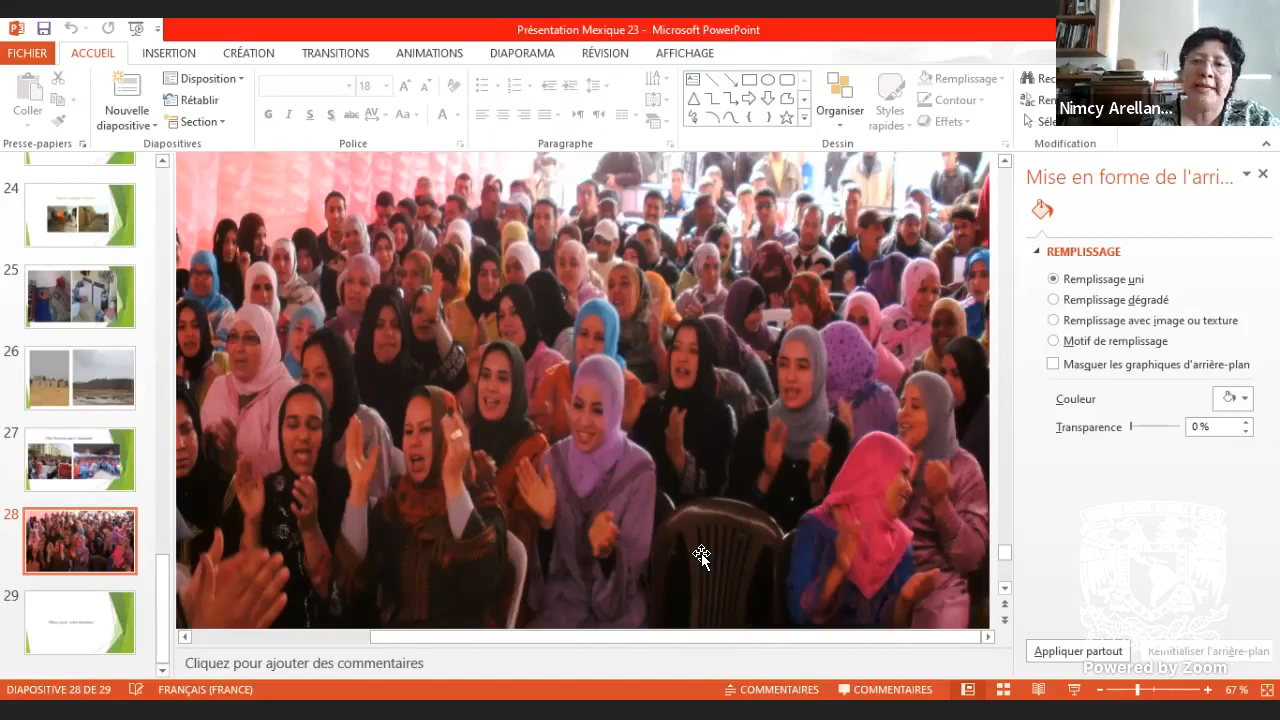 Présentation Mexique 23 - Microsoft PowerPoint
FICHIER
ACCUEIL
INSERTION
CRÉATION
TRANSITIONS
ANIMATIONS
DIAPORAMA
RÉVISION
AFFICHAGE
Coller
Nouvelle
diapositive
Disposition
Rétablir
Section
18
G I S S abc AV Aa A
Organiser
Styles
rapides
Remplissage
Contour
Effets
Presse-papiers
Diapositives
Police
Paragraphe
Dessin
Modification
Nimcy Arellan...
24
25
26
27
28
29
Mise en forme de l'arri...
REMPLISSAGE
Remplissage uni
Remplissage dégradé
Remplissage avec image ou texture
Motif de remplissage
Masquer les graphiques d'arrière-plan
Couleur
Transparence
0 %
Appliquer partout
Réinitialiser l'arrière-plan
Powered by Zoom
Cliquez pour ajouter des commentaires
DIAPOSITIVE 28 DE 29
FRANÇAIS (FRANCE)
COMMENTAIRES
COMMENTAIRES
67 %